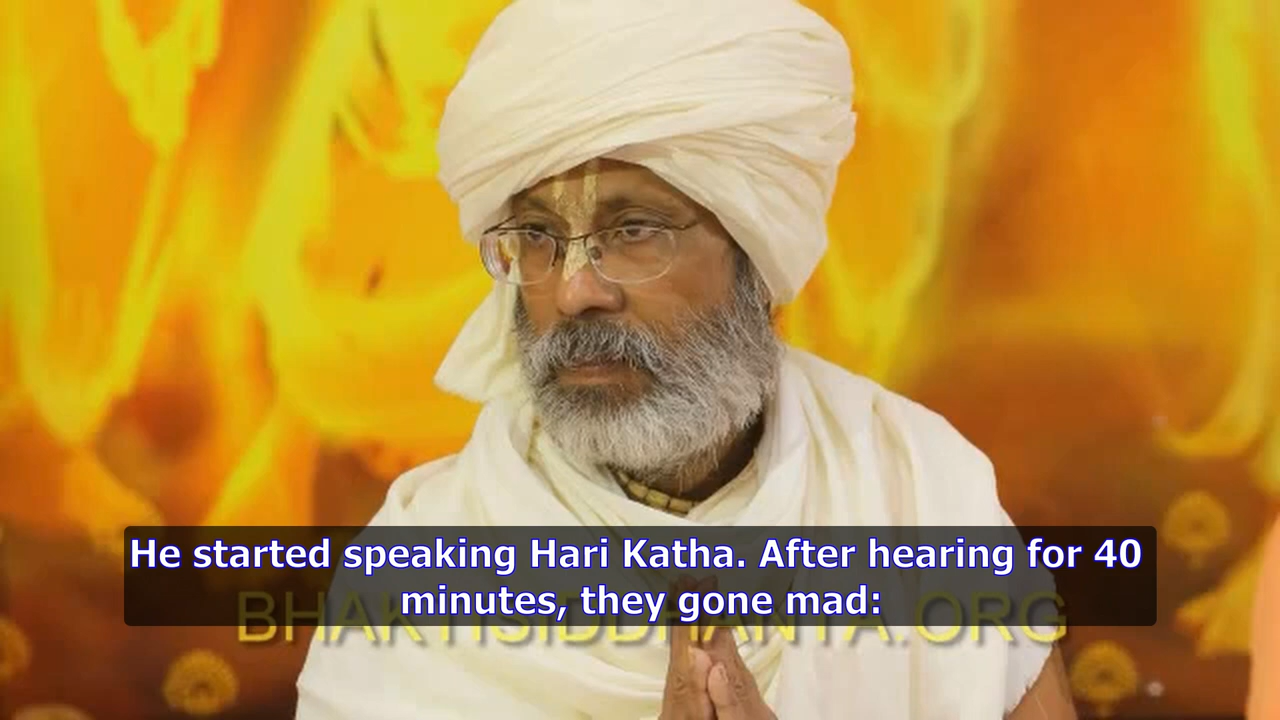 He started speaking Hari Katha. After hearing for 40
minutes, they gone mad:
BHAKTISIDDHANTA.ORG